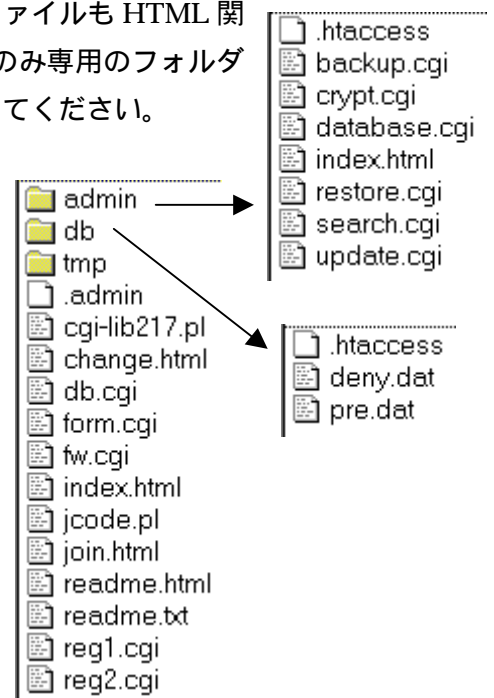 ァイルも HTML 関
のみ専用のフォルダ
てください。
.htaccess
backup.cgi
crypt.cgi
database.cgi
index.html
restore.cgi
search.cgi
update.cgi
admin
db
tmp
.admin
cgi-lib217.pl
change.html
db.cgi
form.cgi
fw.cgi
index.html
jcode.pl
join.html
readme.html
readme.txt
reg1.cgi
reg2.cgi
.htaccess
deny.dat
pre.dat